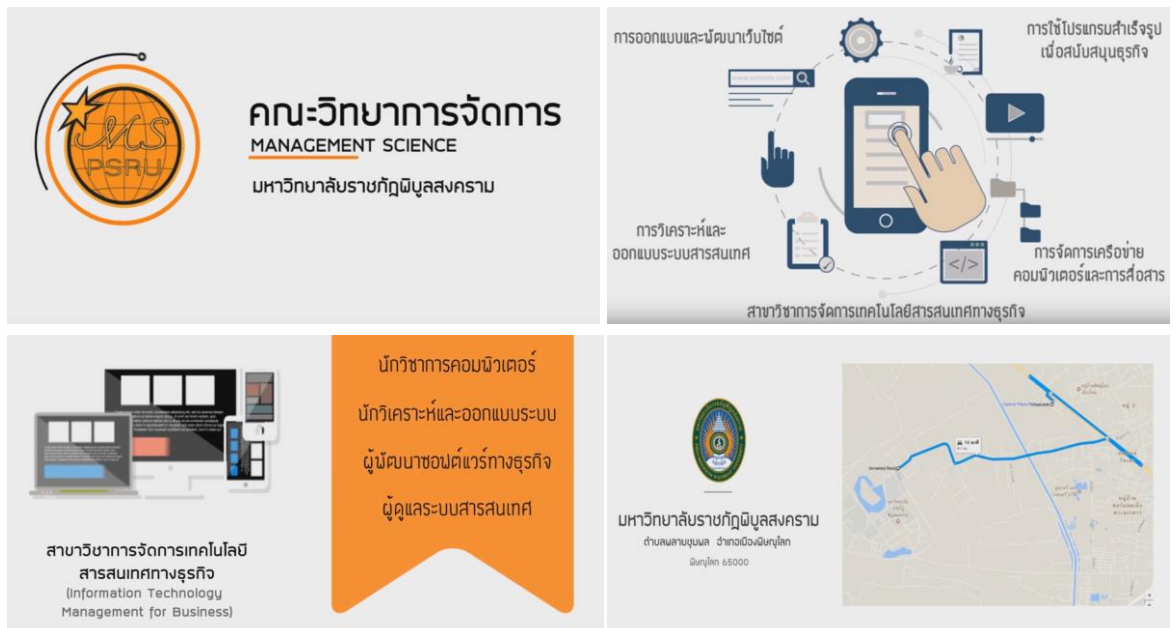 MS
PSRU
คณะวิทยาการจัดการ
MANAGEMENT SCIENCE
มหาวิทยาลัยราชภัฏพิบูลสงคราม
การออกแบบและพัฒนาเว็บไซต์
การใช้โปรแกรมสำเร็จรูป
เพื่อสนับสนุนธุรกิจ
การวิเคราะห์และ
ออกแบบระบบสารสนเทศ
</>
การจัดการเครือข่าย
คอมพิวเตอร์และการสื่อสาร
สาขาวิชาการจัดการเทคโนโลยีสารสนเทศทางธุรกิจ
สาขาวิชาการจัดการเทคโนโลยี
สารสนเทศทางธุรกิจ
(Information Technology
Management for Business)
นักวิชาการคอมพิวเตอร์
นักวิเคราะห์และออกแบบระบบ
ผู้พัฒนาซอฟต์แวร์ทางธุรกิจ
ผู้ดูแลระบบสารสนเทศ
มหาวิทยาลัยราชภัฏพิบูลสงคราม
ตำบลพลายชุมพล อำเภอเมืองพิษณุโลก
พิษณุโลก 65000